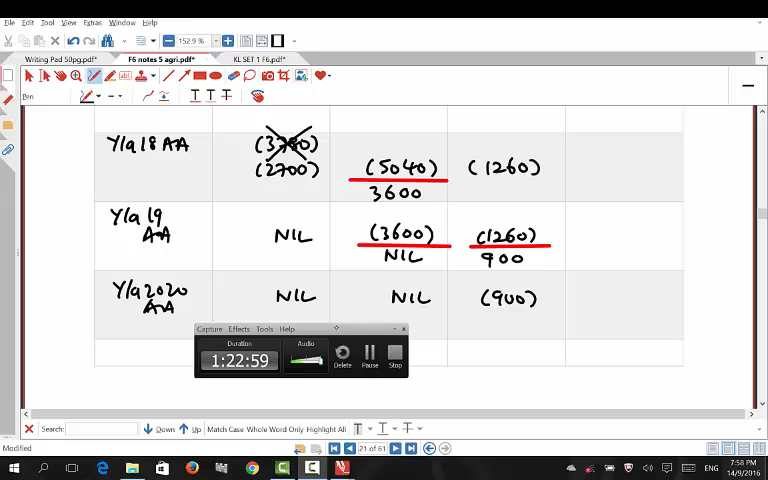 File Edit Tool View Extras Window Help
152.9%
Writing Pad 50pg.pdf* F6 notes 5 agri.pdf* KL SET 1 F6.pdf*
Pen
Y/a 18 AA (2700) (5040) (1260)
3600
Y/a 19 AA NIL (3600) (1260)
NIL 900
Y/a 2020 AA NIL NIL (900)
Capture Effects Tools Help
Duration Audio
1:22:59 Delete Pause Stop
Search: Down Up Match Case Whole Word Only Highlight All
Modified 21 of 61
ENG 7:58 PM
14/9/2016